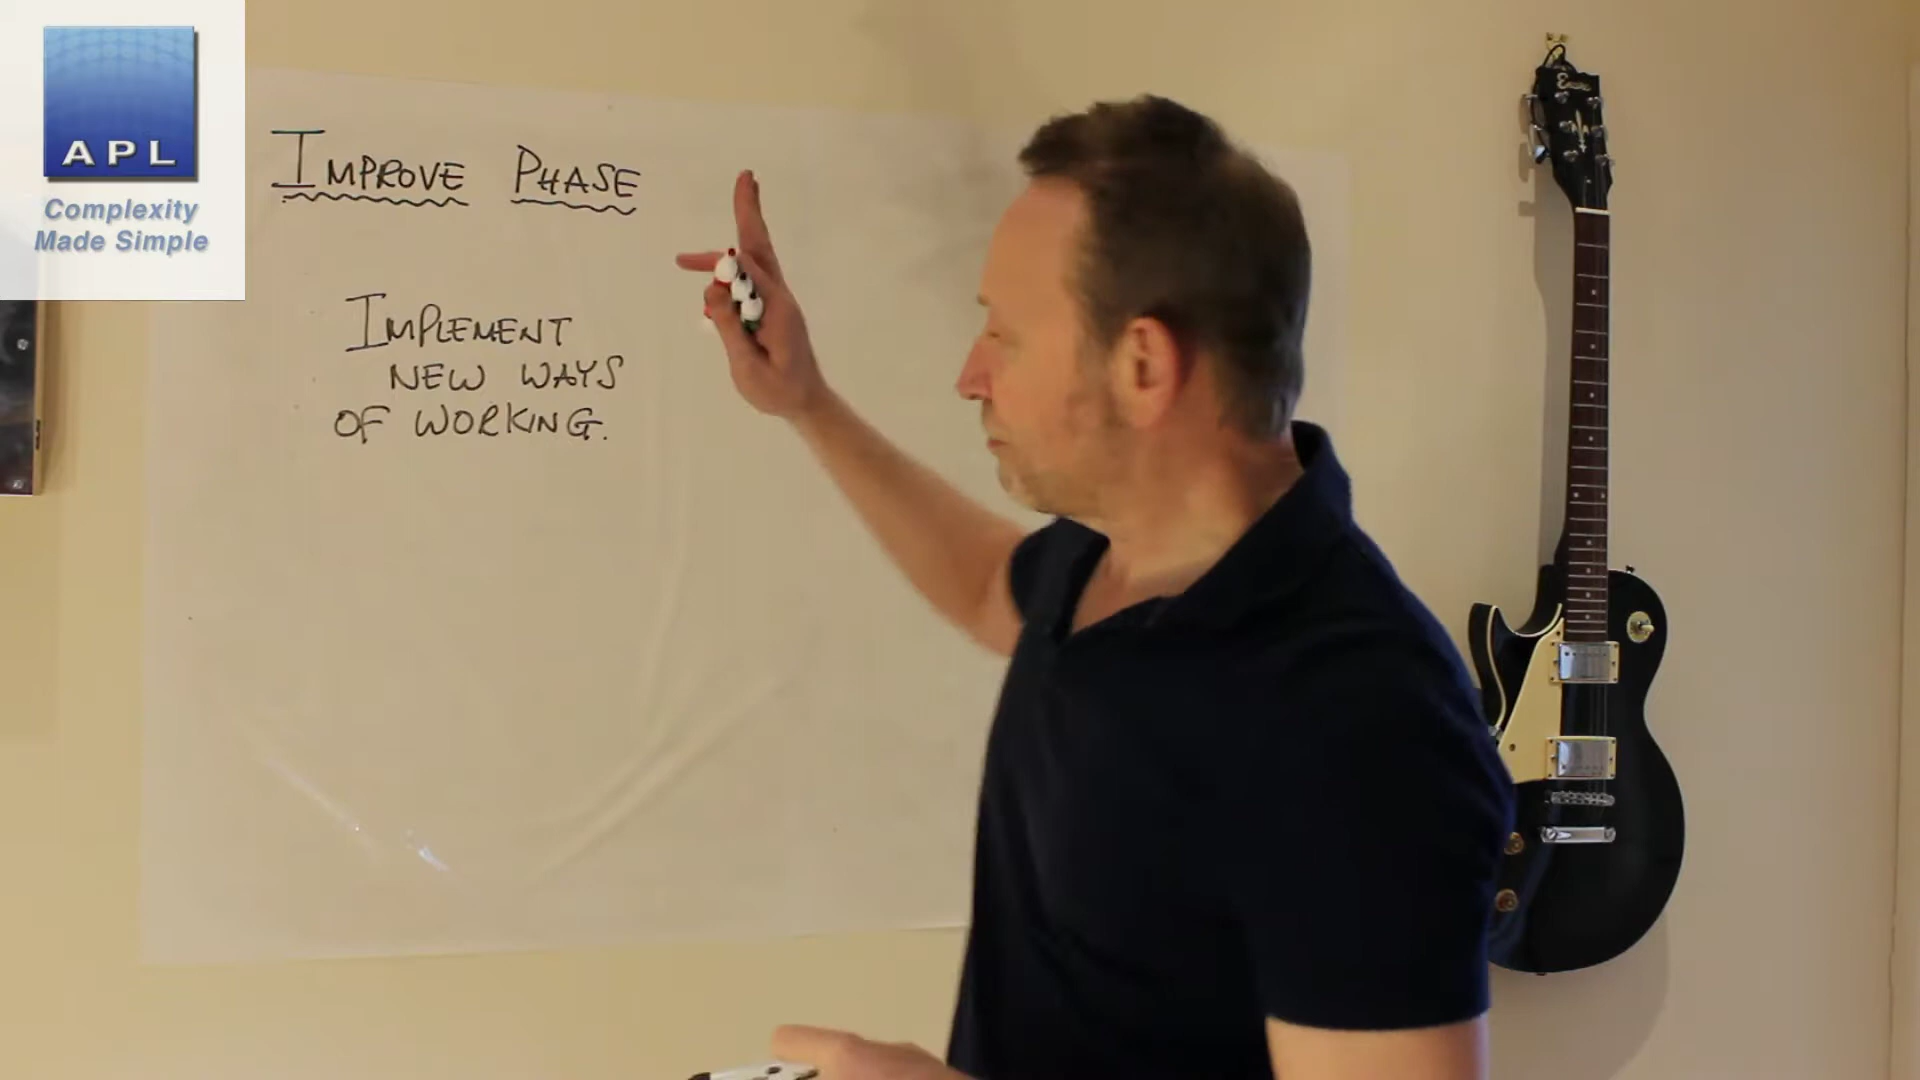 APL
Complexity
Made Simple
IMPROVE PHASE
IMPLEMENT
NEW WAYS
OF WORKING.